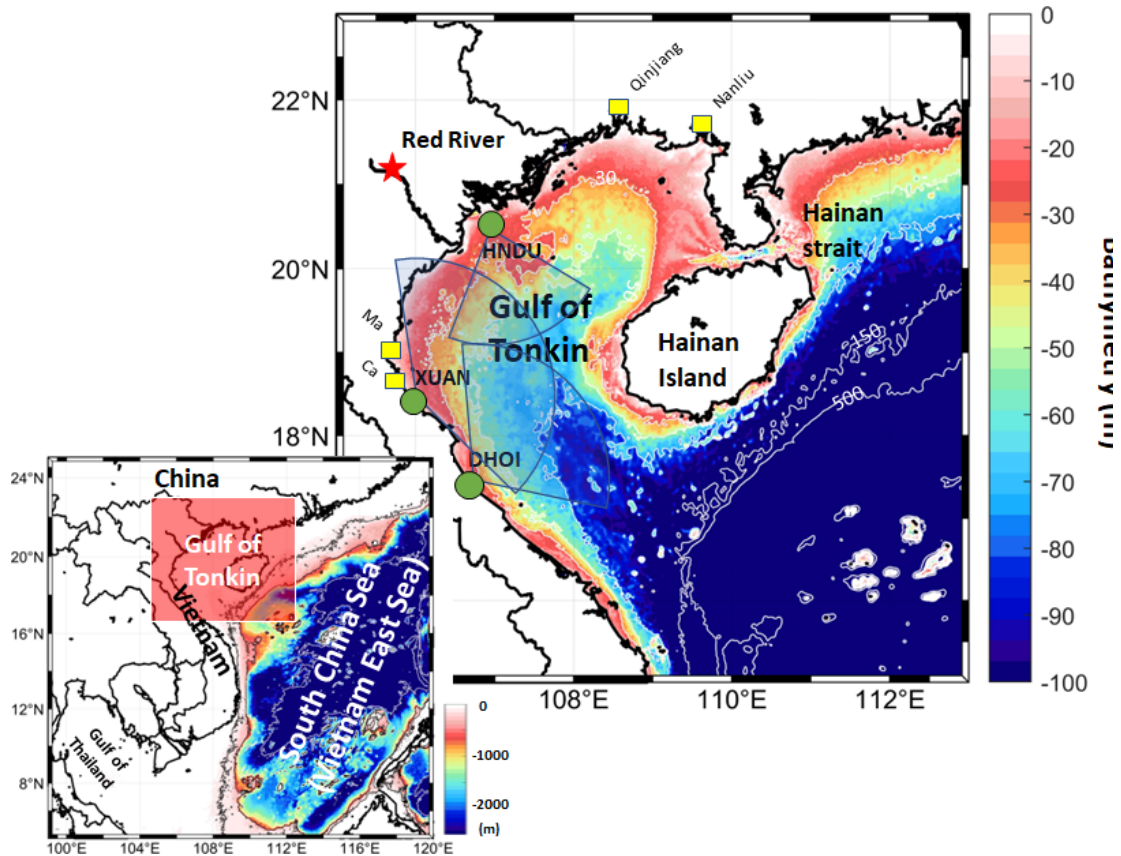 Qinjiang
Nanliu
22°N
Red River
30
Hainan
strait
HNDU
20°N
Gulf of
Tonkin
Ma
Ca
XUAN
Hainan
Island
150
500
18°N
DHOI
108°E
110°E
112°E
0
-10
-20
-30
-40
-50
-60
-70
-80
-90
-100
Bathymetry (m)
China
24°N
20°N
16°N
12°N
8°N
Gulf of
Tonkin
Vietnam
South China Sea
(Vietnam East Sea)
Gulf of
Thailand
100°E
104°E
108°E
112°E
116°E
120°E
0
-1000
-2000
(m)